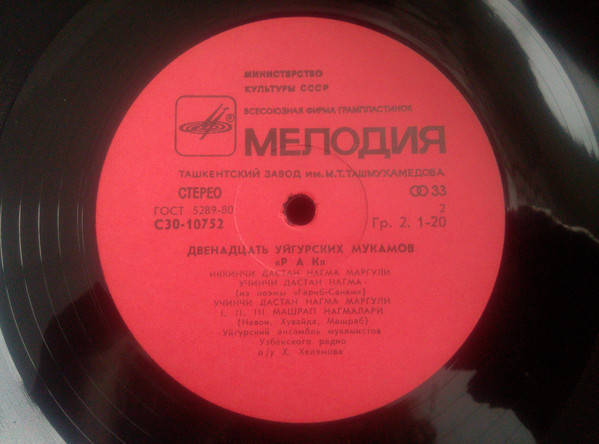 МИНИСТЕРСТВО
КУЛЬТУРЫ СССР
ВСЕСОЮЗНАЯ ФИРМА ГРАМПЛАСТИНОК
МЕЛОДИЯ
ТАШКЕНТСКИЙ ЗАВОД ИМ. М.Т. ТАШМУХАМЕДОВА
СТЕРЕО 33
ГОСТ 5289-80 2
С30-10752 Гр. 2. 1-20
ДВЕНАДЦАТЬ УЙГУРСКИХ МУКАМОВ
«Р А К»
ИККИНЧИ ДАСТАН НАГМА МАРГУЛИ
УЧИНЧИ ДАСТАН НАГМА
(из поэмы «Гариб-Санам»)
УЧИНЧИ ДАСТАН НАГМА МАРГУЛИ
I, II, III МАШРАП НАГМАЛАРИ
(Навои, Хувайда, Машраб)
Уйгурский ансамбль мукамистов
Узбекского радио
п/у Х. Хелямова